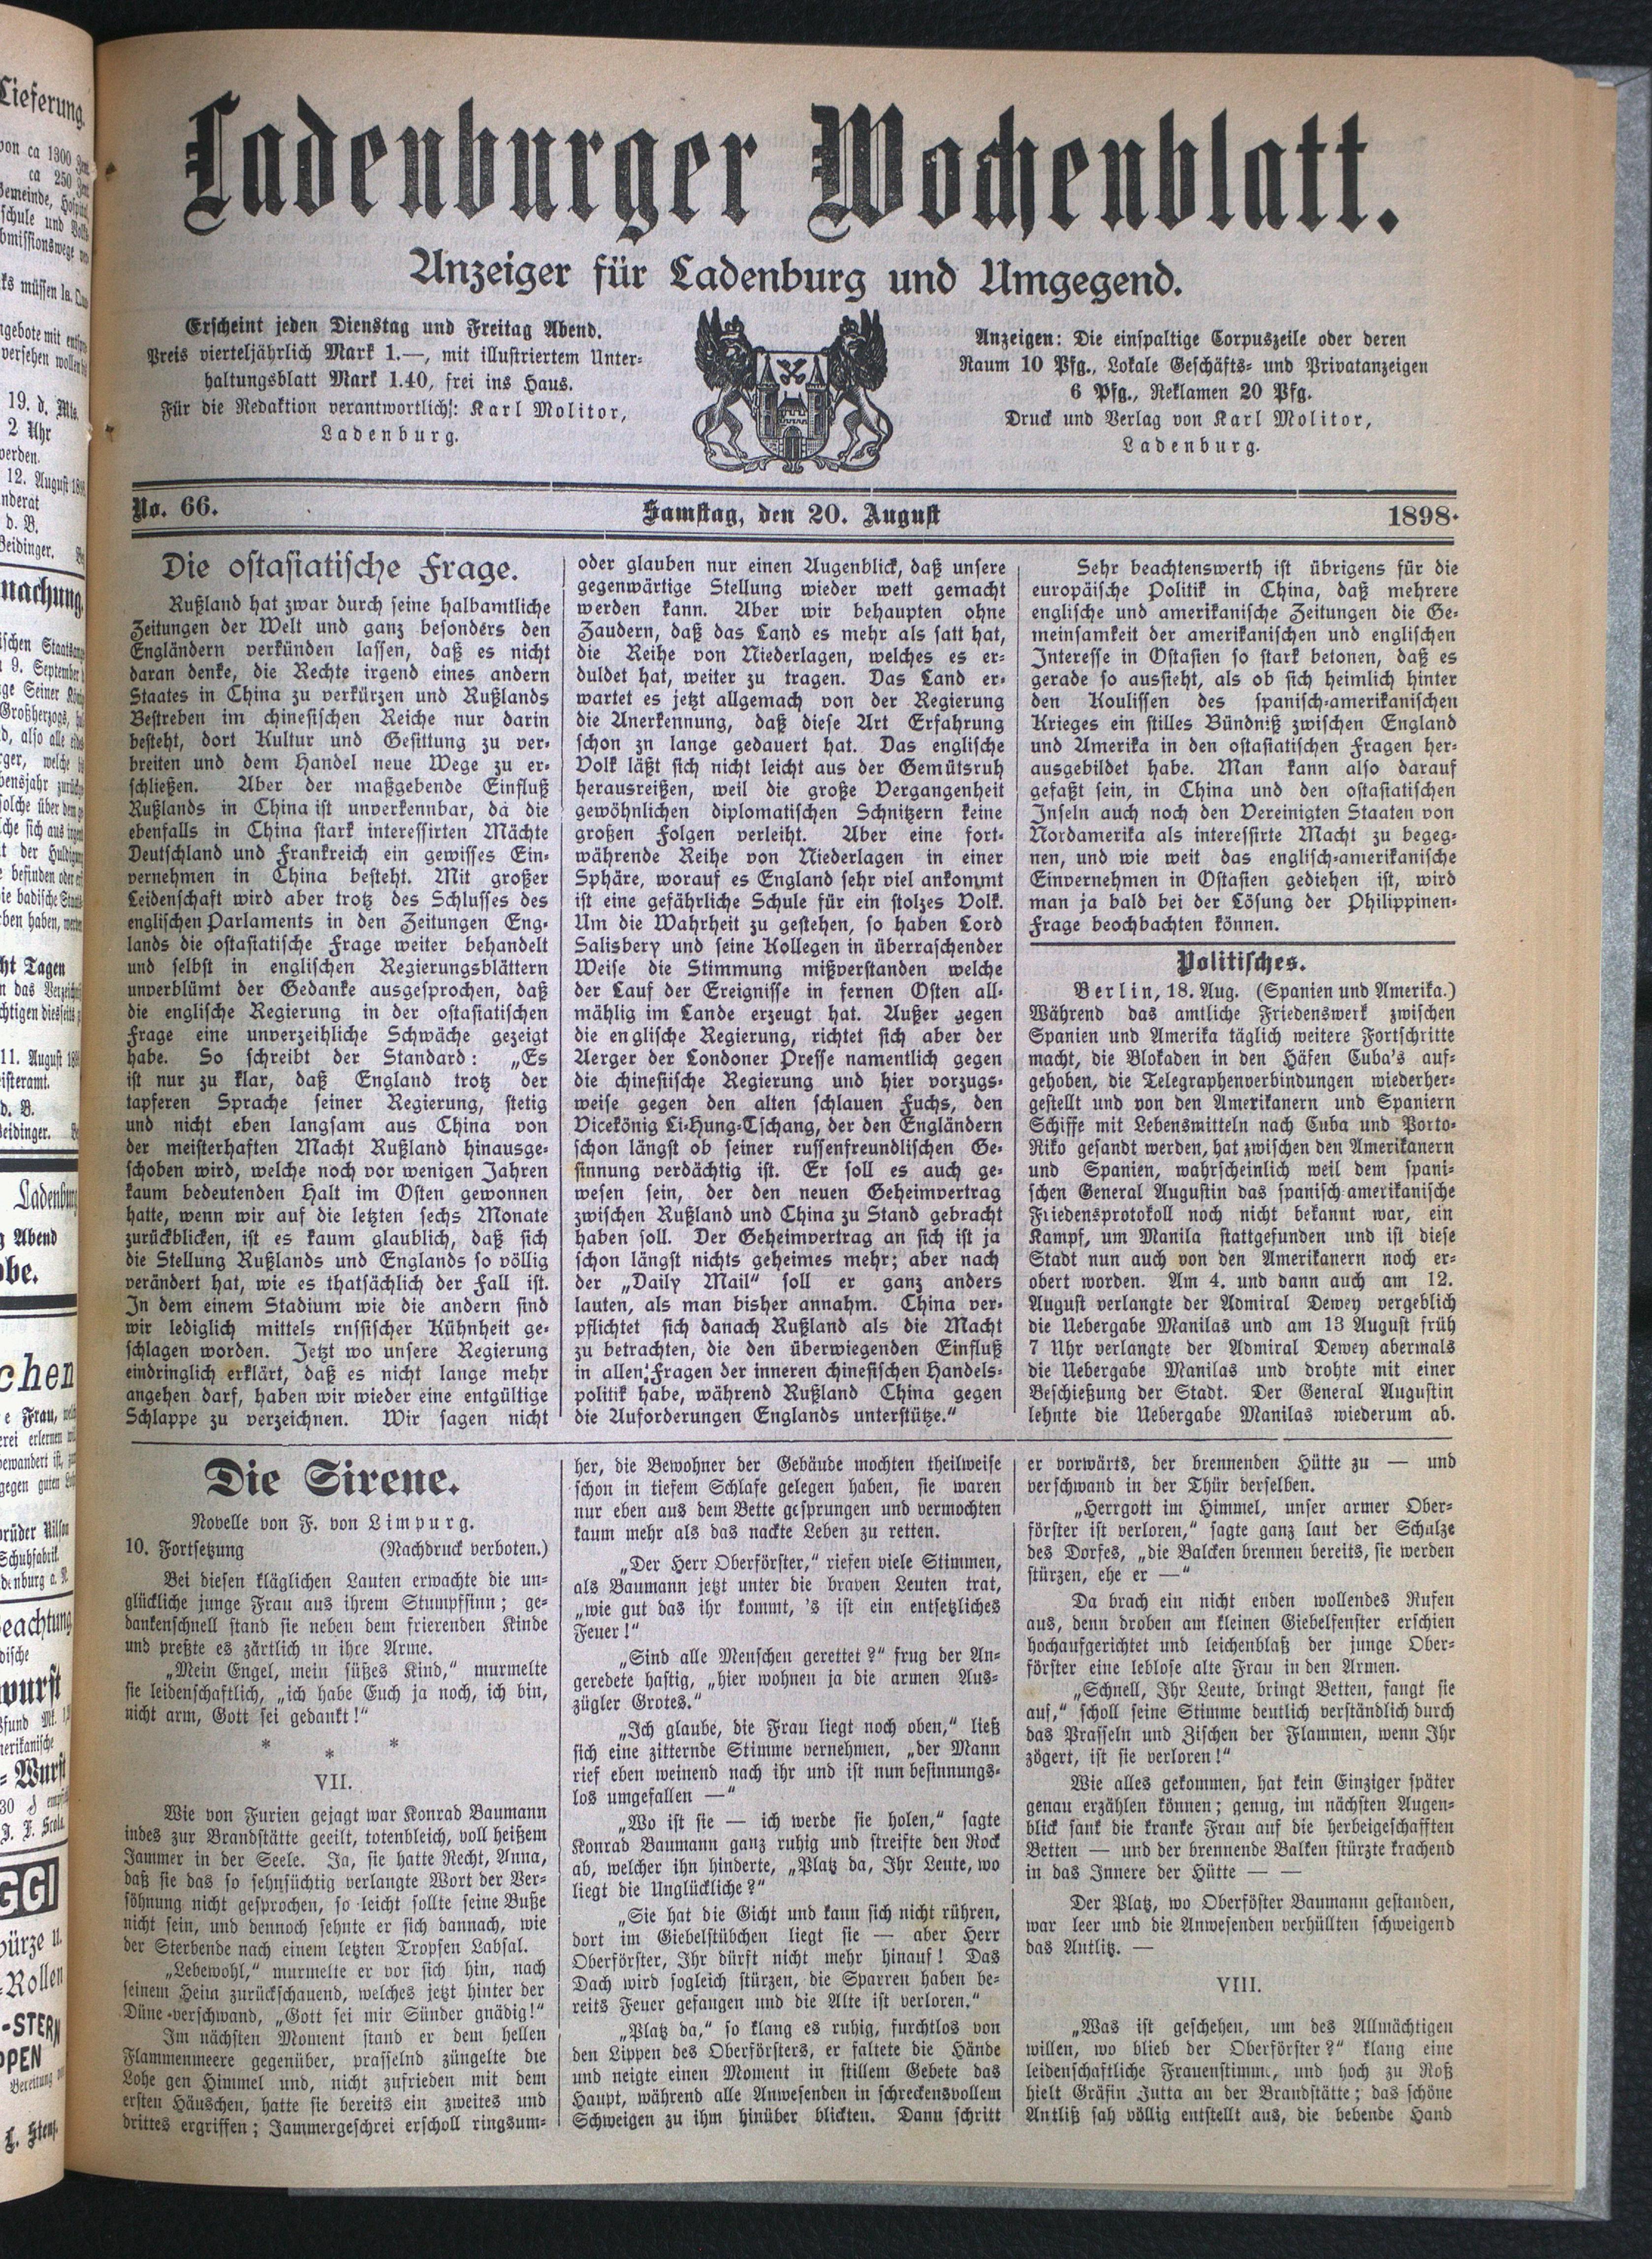 Ladenburger Wochenblatt.
Anzeiger für Ladenburg und Umgegend.
Erscheint jeden Dienstag und Freitag Abend.
Preis vierteljährlich Mark 1.—, mit illustriertem Unter-
haltungsblatt Mark 1.40, frei ins Haus.
Für die Redaktion verantwortlich: Karl Molitor,
Ladenburg.
Anzeigen: Die einspaltige Corpuszeile oder deren
Raum 10 Pfg., Lokale Geschäfts- und Privatanzeigen
6 Pfg., Reklamen 20 Pfg.
Druck und Verlag von Karl Molitor,
Ladenburg.
No. 66.
Samstag, den 20. August
1898.
Die ostasiatische Frage.
Rußland hat zwar durch seine halbamtliche
Zeitungen der Welt und ganz besonders den
Engländern verkünden lassen, daß es nicht
daran denke, die Rechte irgend eines andern
Staates in China zu verkürzen und Rußlands
Bestreben im chinesischen Reiche nur darin
besteht, dort Kultur und Gesittung zu ver-
breiten und dem Handel neue Wege zu er-
schließen. Aber der maßgebende Einfluß
Rußlands in China ist unverkennbar, da die
ebenfalls in China stark interessirten Mächte
Deutschland und Frankreich ein gewisses Ein-
vernehmen in China besteht. Mit großer
Leidenschaft wird aber trotz des Schlusses des
englischen Parlaments in den Zeitungen Eng-
lands die ostasiatische Frage weiter behandelt
und selbst in englischen Regierungsblättern
unverblümt der Gedanke ausgesprochen, daß
die englische Regierung in der ostasiatischen
Frage eine unverzeihliche Schwäche gezeigt
habe. So schreibt der Standard: „Es
ist nur zu klar, daß England trotz der
tapferen Sprache seiner Regierung, stetig
und nicht eben langsam aus China von
der meisterhaften Macht Rußland hinausge-
schoben wird, welche noch vor wenigen Jahren
kaum bedeutenden Halt im Osten gewonnen
hatte, wenn wir auf die letzten sechs Monate
zurückblicken, ist es kaum glaublich, daß sich
die Stellung Rußlands und Englands so völlig
verändert hat, wie es thatsächlich der Fall ist.
In dem einem Stadium wie die andern sind
wir lediglich mittels rnssischer Kühnheit ge-
schlagen worden. Jetzt wo unsere Regierung
eindringlich erklärt, daß es nicht lange mehr
angehen darf, haben wir wieder eine entgültige
Schlappe zu verzeichnen. Wir sagen nicht
oder glauben nur einen Augenblick, daß unsere
gegenwärtige Stellung wieder wett gemacht
werden kann. Aber wir behaupten ohne
Zaudern, daß das Land es mehr als satt hat,
die Reihe von Niederlagen, welches es er-
duldet hat, weiter zu tragen. Das Land er-
wartet es jetzt allgemach von der Regierung
die Anerkennung, daß diese Art Erfahrung
schon zn lange gedauert hat. Das englische
Volk läßt sich nicht leicht aus der Gemütsruh
herausreißen, weil die große Vergangenheit
gewöhnlichen diplomatischen Schnitzern keine
großen Folgen verleiht. Aber eine fort-
währende Reihe von Niederlagen in einer
Sphäre, worauf es England sehr viel ankommt
ist eine gefährliche Schule für ein stolzes Volk.
Um die Wahrheit zu gestehen, so haben Lord
Salisbery und seine Kollegen in überraschender
Weise die Stimmung mißverstanden welche
der Lauf der Ereignisse in fernen Osten all-
mählig im Lande erzeugt hat. Außer gegen
die englische Regierung, richtet sich aber der
Aerger der Londoner Presse namentlich gegen
die chinesiische Regierung und hier vorzugs-
weise gegen den alten schlauen Fuchs, den
Vicekönig Li-Hung-Tschang, der den Engländern
schon längst ob seiner russenfreundlischen Ge-
sinnung verdächtig ist. Er soll es auch ge-
wesen sein, der den neuen Geheimvertrag
zwischen Rußland und China zu Stand gebracht
haben soll. Der Geheimvertrag an sich ist ja
schon längst nichts geheimes mehr; aber nach
der „Daily Mail“ soll er ganz anders
lauten, als man bisher annahm. China ver-
pflichtet sich danach Rußland als die Macht
zu betrachten, die den überwiegenden Einfluß
in allen Fragen der inneren chinesischen Handels-
politik habe, während Rußland China gegen
die Auforderungen Englands unterstütze.“
Sehr beachtenswerth ist übrigens für die
europäische Politik in China, daß mehrere
englische und amerikanische Zeitungen die Ge-
meinsamkeit der amerikanischen und englischen
Interesse in Ostasien so stark betonen, daß es
gerade so aussieht, als ob sich heimlich hinter
den Koulissen des spanisch-amerikanischen
Krieges ein stilles Bündniß zwischen England
und Amerika in den ostasiatischen Fragen her-
ausgebildet habe. Man kann also darauf
gefaßt sein, in China und den ostasiatischen
Inseln auch noch den Vereinigten Staaten von
Nordamerika als interessirte Macht zu begeg-
nen, und wie weit das englisch-amerikanische
Einvernehmen in Ostasien gediehen ist, wird
man ja bald bei der Lösung der Philippinen-
Frage beochbachten können.
Politisches.
Berlin, 18. Aug. (Spanien und Amerika.)
Während das amtliche Friedenswerk zwischen
Spanien und Amerika täglich weitere Fortschritte
macht, die Blokaden in den Häfen Cuba's auf-
gehoben, die Telegraphenverbindungen wiederher-
gestellt und von den Amerikanern und Spaniern
Schiffe mit Lebensmitteln nach Cuba und Porto-
Riko gesandt werden, hat zwischen den Amerikanern
und Spanien, wahrscheinlich weil dem spani-
schen General Augustin das spanisch-amerikanische
Friedensprotokoll noch nicht bekannt war, ein
Kampf, um Manila stattgefunden und ist diese
Stadt nun auch von den Amerikanern noch er-
obert worden. Am 4. und dann auch am 12.
August verlangte der Admiral Dewey vergeblich
die Uebergabe Manilas und am 13 August früh
7 Uhr verlangte der Admiral Dewey abermals
die Uebergabe Manilas und drohte mit einer
Beschießung der Stadt. Der General Augustin
lehnte die Uebergabe Manilas wiederum ab.
Die Sirene.
Novelle von F. von Limpurg.
10. Fortsetzung (Nachdruck verboten.)
Bei diesen kläglichen Lauten erwachte die un-
glückliche junge Frau aus ihrem Stumpfsinn; ge-
dankenschnell stand sie neben dem frierenden Kinde
und preßte es zärtlich in ihre Arme.
„Mein Engel, mein süßes Kind,“ murmelte
sie leidenschaftlich, „ich habe Euch ja noch, ich bin,
nicht arm, Gott sei gedankt!“
* * *
VII.
Wie von Furien gejagt war Konrad Baumann
indes zur Brandstätte geeilt, totenbleich, voll heißem
Jammer in der Seele. Ja, sie hatte Recht, Anna,
daß sie das so sehnsüchtig verlangte Wort der Ver-
söhnung nicht gesprochen, so leicht sollte seine Buße
nicht sein, und dennoch sehnte er sich dannach, wie
der Sterbende nach einem letzten Tropfen Labsal.
„Lebewohl,“ murmelte er vor sich hin, nach
seinem Heim zurückschauend, welches jetzt hinter der
Düne verschwand, „Gott sei mir Sünder gnädig!“
Im nächsten Moment stand er dem hellen
Flammenmeere gegenüber, prasselnd züngelte die
Lohe gen Himmel und, nicht zufrieden mit dem
ersten Häuschen, hatte sie bereits ein zweites und
drittes ergriffen; Jammergeschrei erscholl ringsum-
her, die Bewohner der Gebäude mochten theilweise
schon in tiefem Schlafe gelegen haben, sie waren
nur eben aus dem Bette gesprungen und vermochten
kaum mehr als das nackte Leben zu retten.
„Der Herr Oberförster,“ riefen viele Stimmen,
als Baumann jetzt unter die braven Leuten trat,
„wie gut das ihr kommt, 's ist ein entsetzliches
Feuer!“
„Sind alle Menschen gerettet?“ frug der An-
geredete hastig, „hier wohnen ja die armen Aus-
zügler Grotes.“
„Ich glaube, die Frau liegt noch oben,“ ließ
sich eine zitternde Stimme vernehmen, „der Mann
rief eben weinend nach ihr und ist nun besinnungs-
los umgefallen —“
„Wo ist sie — ich werde sie holen,“ sagte
Konrad Baumann ganz ruhig und streifte den Rock
ab, welcher ihn hinderte, „Platz da, Ihr Leute, wo
liegt die Unglückliche?“
„Sie hat die Gicht und kann sich nicht rühren,
dort im Giebelstübchen liegt sie — aber Herr
Oberförster, Ihr dürft nicht mehr hinauf! Das
Dach wird sogleich stürzen, die Sparren haben be-
reits Feuer gefangen und die Alte ist verloren.“
„Platz da,“ so klang es ruhig, furchtlos von
den Lippen des Oberförsters, er faltete die Hände
und neigte einen Moment in stillem Gebete das
Haupt, während alle Anwesenden in schreckensvollem
Schweigen zu ihm hinüber blickten. Dann schritt
er vorwärts, der brennenden Hütte zu — und
verschwand in der Thür derselben.
„Herrgott im Himmel, unser armer Ober-
förster ist verloren,“ sagte ganz laut der Schulze
des Dorfes, „die Balcken brennen bereits, sie werden
stürzen, ehe er —“
Da brach ein nicht enden wollendes Rufen
aus, denn droben am kleinen Giebelfenster erschien
hochaufgerichtet und leichenblaß der junge Ober-
förster eine leblose alte Frau in den Armen.
„Schnell, Ihr Leute, bringt Betten, fangt sie
auf,“ scholl seine Stimme deutlich verständlich durch
das Prasseln und Zischen der Flammen, wenn Ihr
zögert, ist sie verloren!“
Wie alles gekommen, hat kein Einziger später
genau erzählen können; genug, im nächsten Augen-
blick sank die kranke Frau auf die herbeigeschafften
Betten — und der brennende Balken stürzte krachend
in das Innere der Hütte — —
Der Platz, wo Oberföster Baumann gestanden,
war leer und die Anwesenden verhüllten schweigend
das Antlitz. —
VIII.
„Was ist geschehen, um des Allmächtigen
willen, wo blieb der Oberförster?“ klang eine
leidenschaftliche Frauenstimme, und hoch zu Roß
hielt Gräfin Jutta an der Brandstätte; das schöne
Antliß sah völlig entstellt aus, die bebende Hand